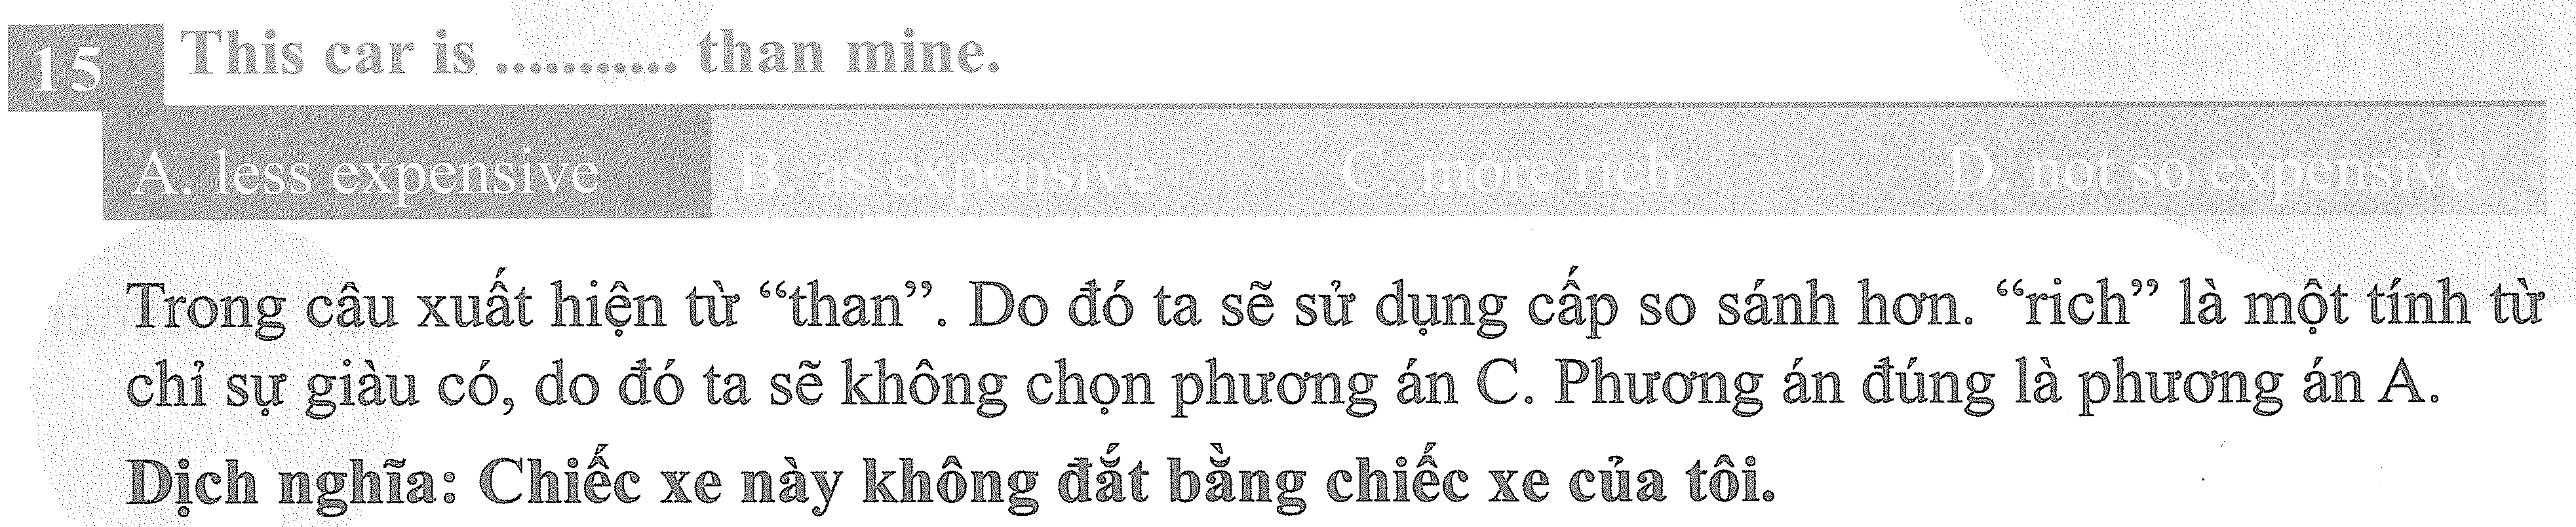 15 This car is ........... than mine.
A. less expensive B. as expensive C. more rich D. not so expensive
Trong câu xuất hiện từ “than”. Do đó ta sẽ sử dụng cấp so sánh hơn. “rich” là một tính từ
chỉ sự giàu có, do đó ta sẽ không chọn phương án C. Phương án đúng là phương án A.
Dịch nghĩa: Chiếc xe này không đắt bằng chiếc xe của tôi.